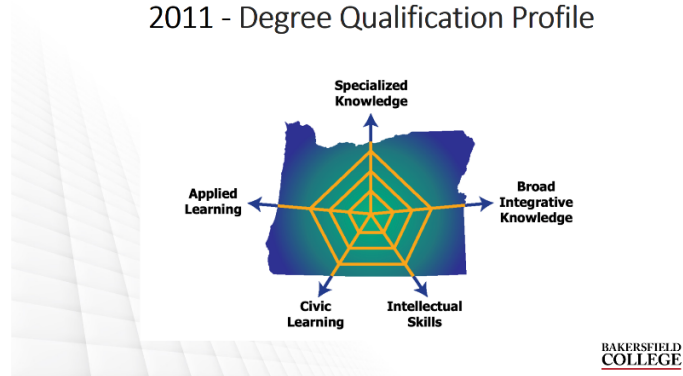 2011 - Degree Qualification Profile
Specialized
Knowledge
Applied
Learning
Broad
Integrative
Knowledge
Civic
Learning
Intellectual
Skills
BAKERSFIELD
COLLEGE